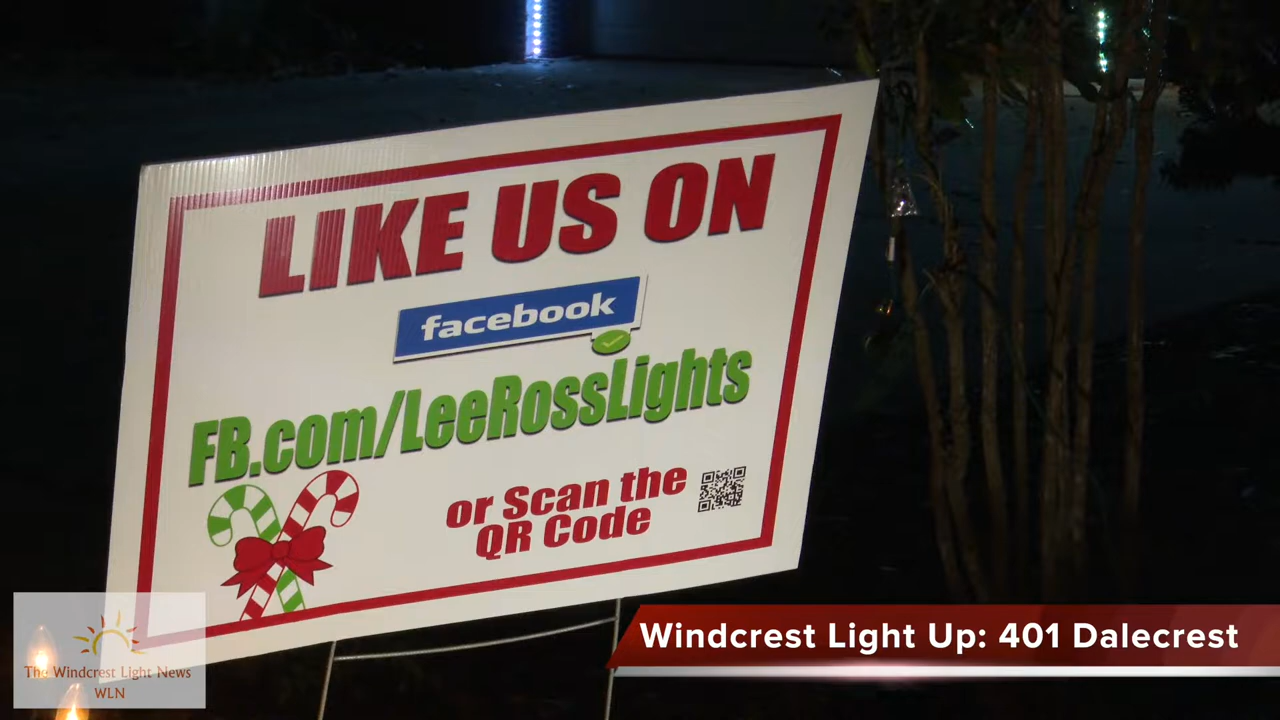 LIKE US ON
facebook
FB.com/LeeRossLights
or Scan the
QR Code
Windcrest Light Up: 401 Dalecrest
The Windcrest Light News
WLN